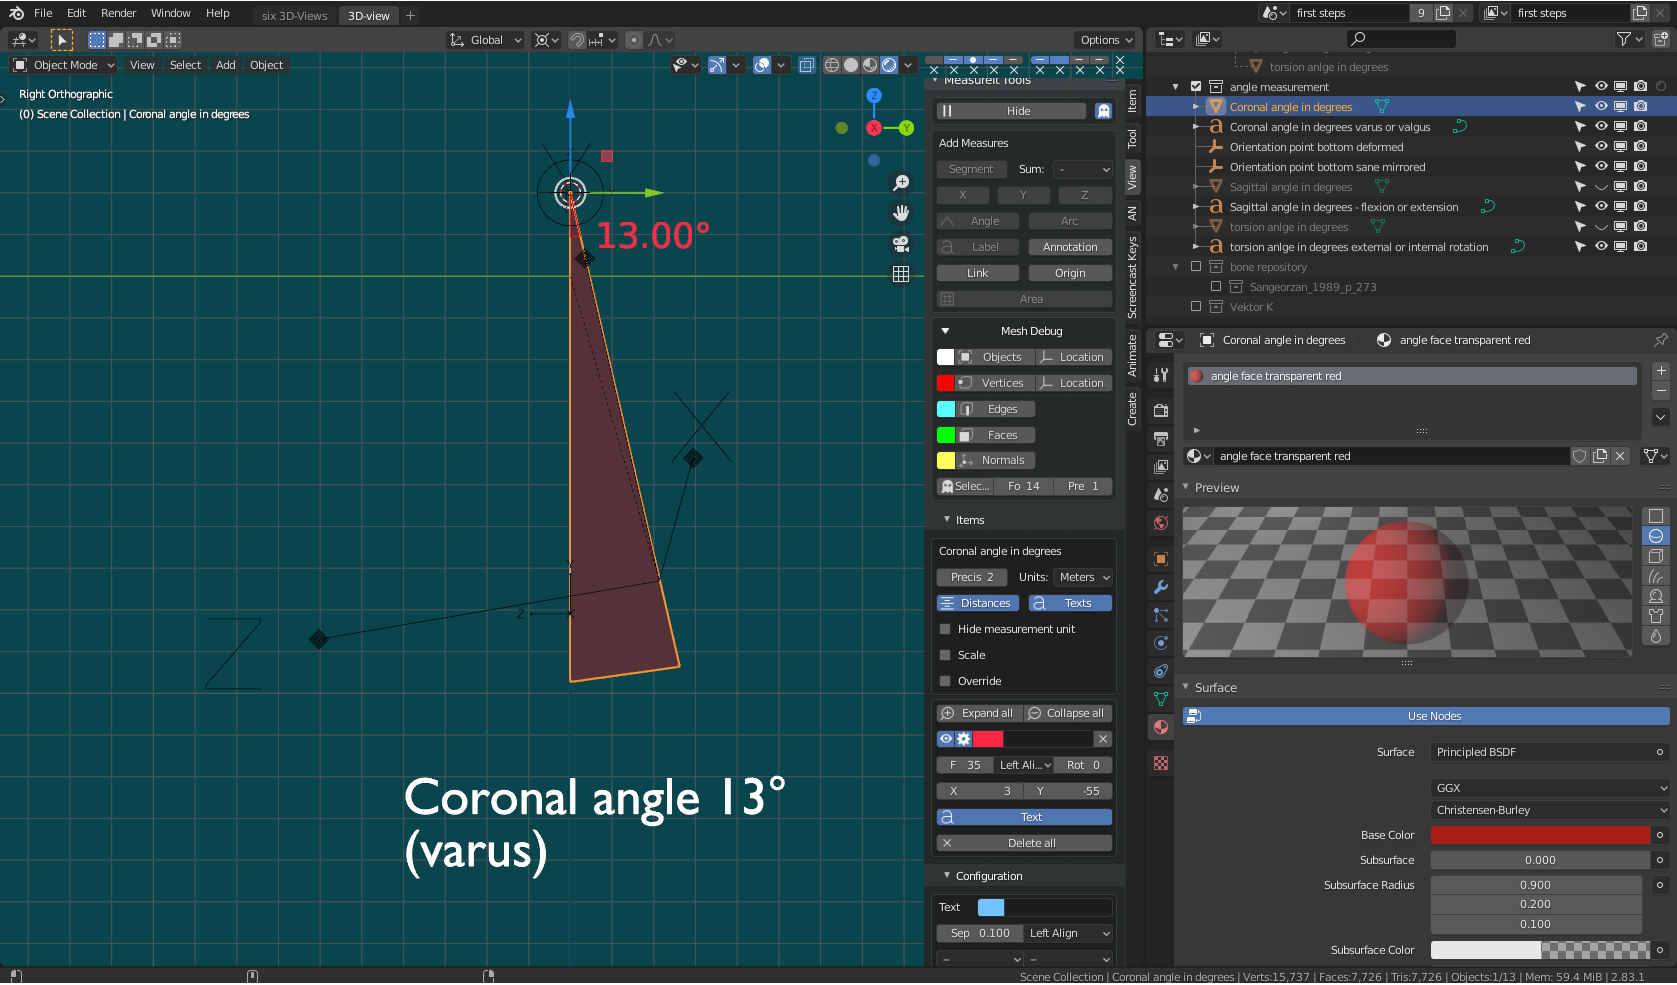 File Edit Render Window Help six 3D-Views 3D-view + first steps 9 first steps
Global Options
Object Mode View Select Add Object
Right Orthographic
(0) Scene Collection | Coronal angle in degrees
Z
X Y
13.00°
X
Z
Z
Coronal angle 13°
(varus)
MeasureIt Tools
Hide
Add Measures
Segment Sum: -
X Y Z
Angle Arc
Label Annotation
Link Origin
Area
Mesh Debug
Objects Location
Vertices Location
Edges
Faces
Normals
Selec... Fo 14 Pre 1
Items
Coronal angle in degrees
Precis 2 Units: Meters
Distances Texts
Hide measurement unit
Scale
Override
Expand all Collapse all
F 35 Left Ali... Rot 0
X 3 Y -55
Text
Delete all
Configuration
Text
Sep 0.100 Left Align
Item
Tool
View
AN
Screencast Keys
Animate
Create
torsion anlge in degrees
angle measurement
Coronal angle in degrees
Coronal angle in degrees varus or valgus
Orientation point bottom deformed
Orientation point bottom sane mirrored
Sagittal angle in degrees
Sagittal angle in degrees - flexion or extension
torsion anlge in degrees
torsion anlge in degrees external or internal rotation
bone repository
Sangeorzan_1989_p_273
Vektor K
Coronal angle in degrees angle face transparent red
angle face transparent red
angle face transparent red
Preview
Surface
Use Nodes
Surface Principled BSDF
GGX
Christensen-Burley
Base Color
Subsurface 0.000
Subsurface Radius 0.900
0.200
0.100
Subsurface Color
Scene Collection | Coronal angle in degrees | Verts:15,737 | Faces:7,726 | Tris:7,726 | Objects:1/13 | Mem: 59.4 MiB | 2.83.1